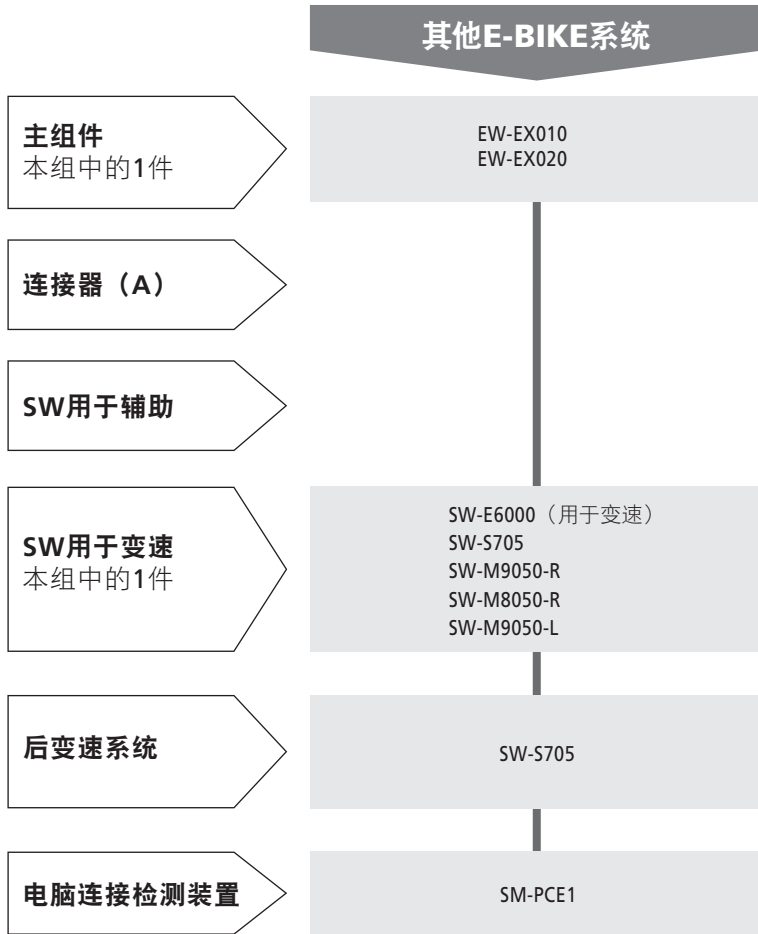 其他E-BIKE系统
主组件
本组中的1件
EW-EX010
EW-EX020
连接器（A）
SW用于辅助
SW用于变速
本组中的1件
SW-E6000（用于变速）
SW-S705
SW-M9050-R
SW-M8050-R
SW-M9050-L
后变速系统
SW-S705
电脑连接检测装置
SM-PCE1